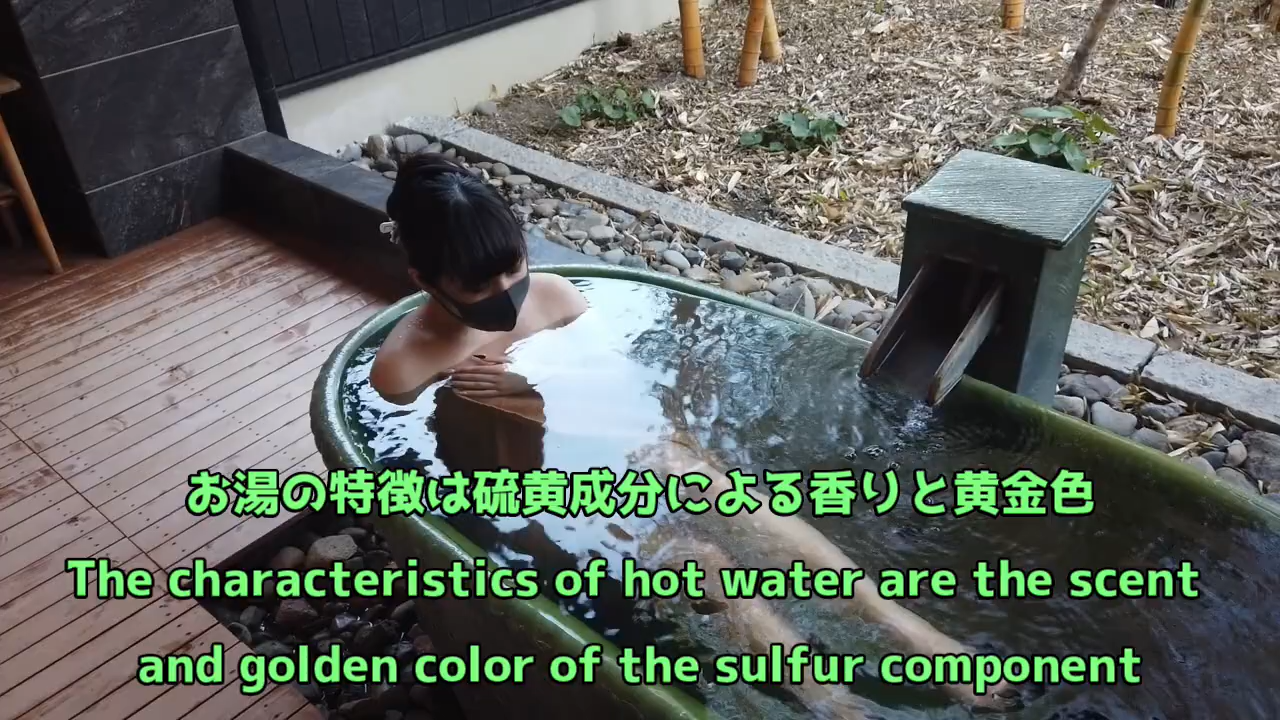 お湯の特徴は硫黄成分による香りと黄金色
The characteristics of hot water are the scent
and golden color of the sulfur component